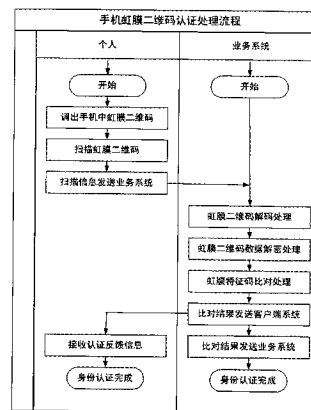 手机虹膜二维码认证处理流程
个人
业务系统
开始
开始
调出手机中虹膜二维码
扫描虹膜二维码
扫描信息发送业务系统
虹膜二维码解码处理
虹膜二维码数据解密处理
虹膜特征码比对处理
比对结果发送客户端系统
接收认证反馈信息
比对结果发送业务系统
身份认证完成
身份认证完成